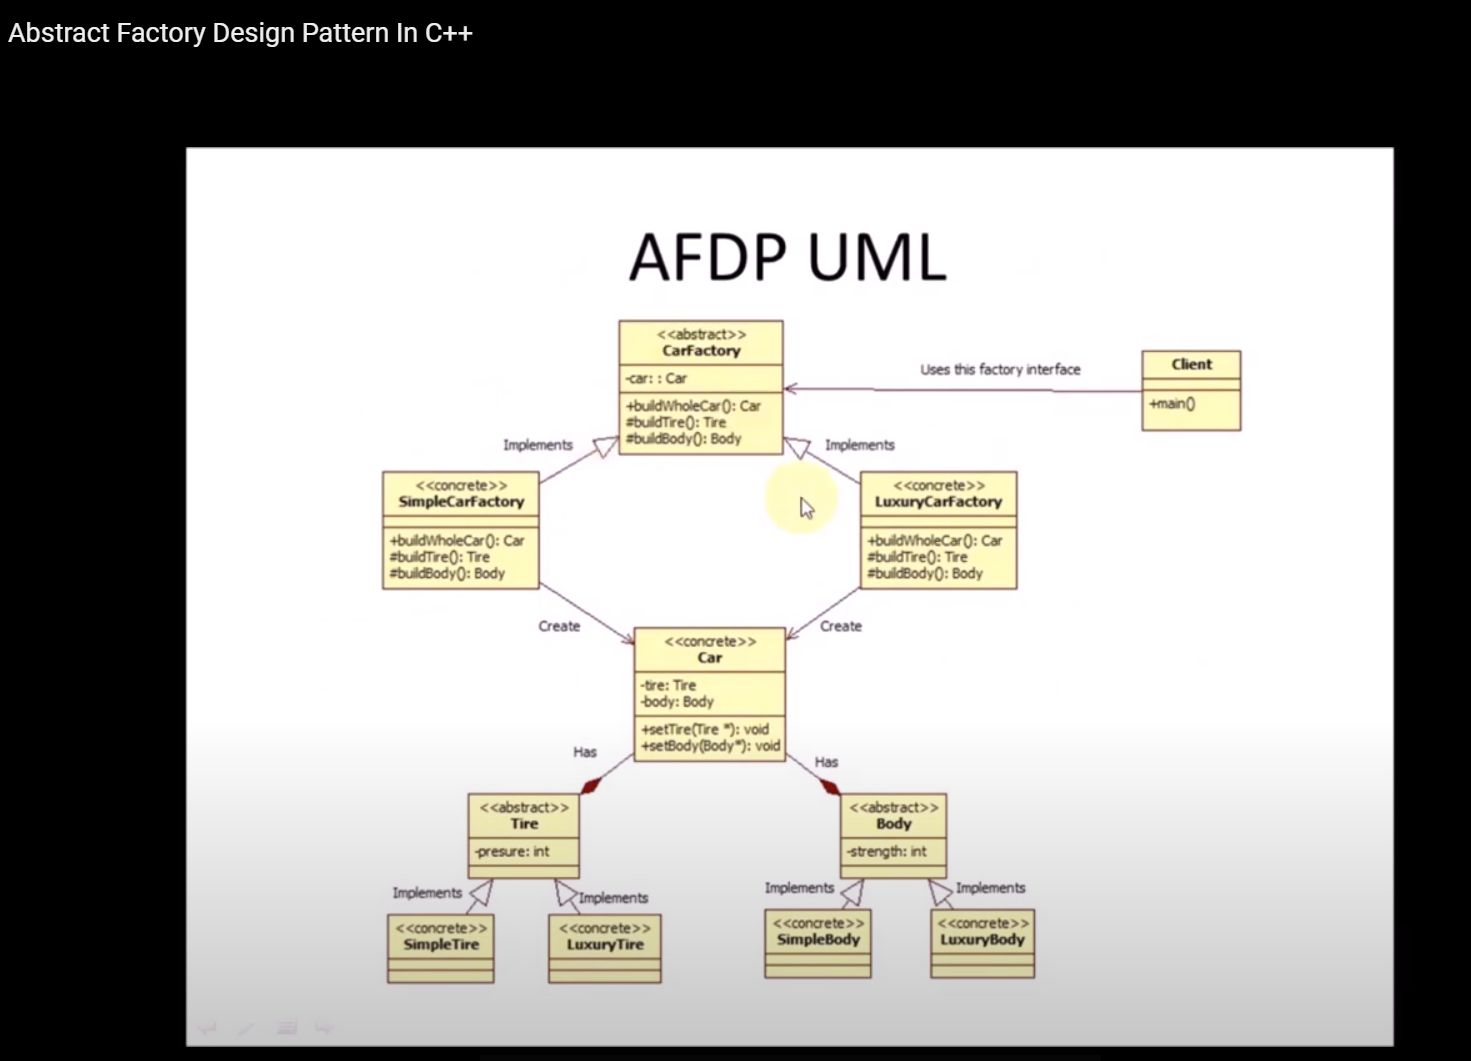 Abstract Factory Design Pattern In C++
AFDP UML
<<abstract>>
CarFactory
-car: : Car
+buildWholeCar(): Car
#buildTire(): Tire
#buildBody(): Body
Uses this factory interface
Client
+main()
Implements
Implements
<<concrete>>
SimpleCarFactory
+buildWholeCar(): Car
#buildTire(): Tire
#buildBody(): Body
<<concrete>>
LuxuryCarFactory
+buildWholeCar(): Car
#buildTire(): Tire
#buildBody(): Body
Create
Create
<<concrete>>
Car
-tire: Tire
-body: Body
+setTire(Tire *): void
+setBody(Body*): void
Has
Has
<<abstract>>
Tire
-presure: int
<<abstract>>
Body
-strength: int
Implements
Implements
Implements
Implements
<<concrete>>
SimpleTire
<<concrete>>
LuxuryTire
<<concrete>>
SimpleBody
<<concrete>>
LuxuryBody